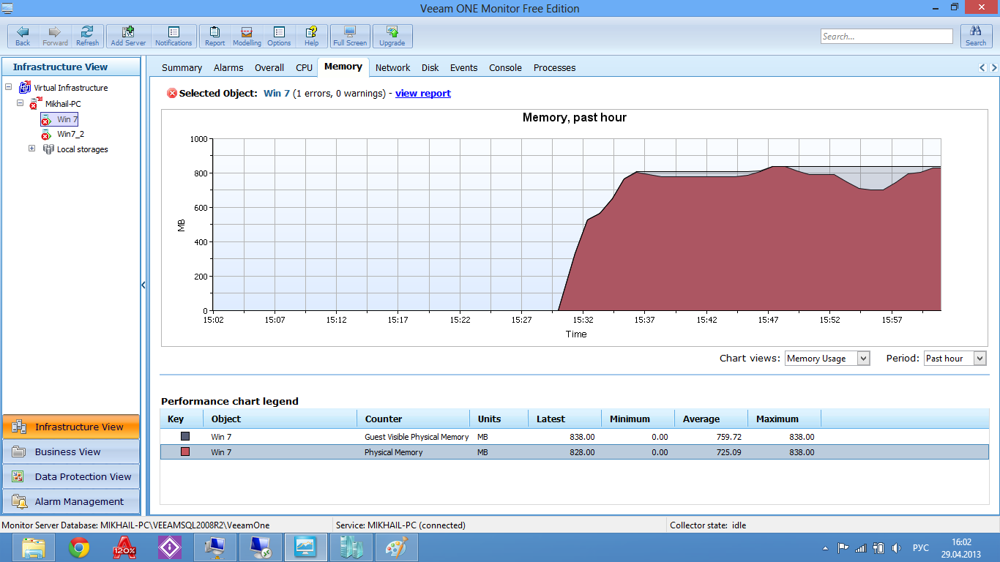 Veeam ONE Monitor Free Edition
Back Forward Refresh Add Server Notifications Report Modelling Options Help Full Screen Upgrade Search... Search
Infrastructure View
Virtual Infrastructure
Mikhail-PC
Win 7
Win7_2
Local storages
Summary Alarms Overall CPU Memory Network Disk Events Console Processes
Selected Object: Win 7 (1 errors, 0 warnings) - view report
Memory, past hour
1000
800
600
400
200
0
MB
15:02 15:07 15:12 15:17 15:22 15:27 15:32 15:37 15:42 15:47 15:52 15:57
Time
Chart views: Memory Usage Period: Past hour
Performance chart legend
Key Object Counter Units Latest Minimum Average Maximum
Win 7 Guest Visible Physical Memory MB 838.00 0.00 759.72 838.00
Win 7 Physical Memory MB 828.00 0.00 725.09 838.00
Infrastructure View
Business View
Data Protection View
Alarm Management
Monitor Server Database: MIKHAIL-PC\VEEAMSQL2008R2\VeeamOne Service: MIKHAIL-PC (connected) Collector state: idle
120%
РУС
16:02
29.04.2013